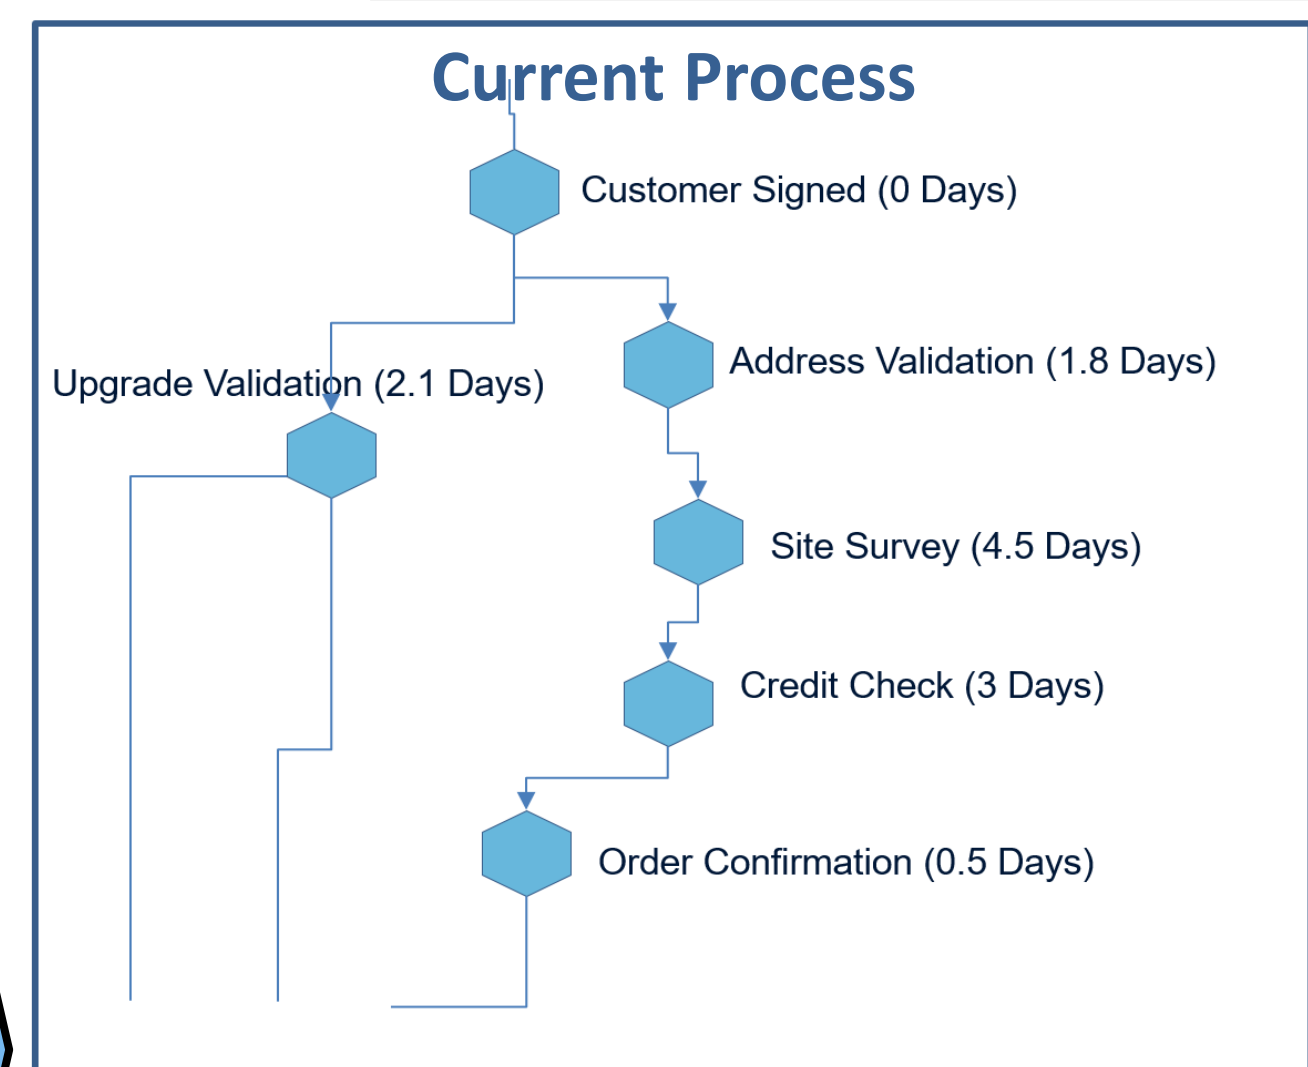 Current Process
Customer Signed (0 Days)
Address Validation (1.8 Days)
Upgrade Validation (2.1 Days)
Site Survey (4.5 Days)
Credit Check (3 Days)
Order Confirmation (0.5 Days)